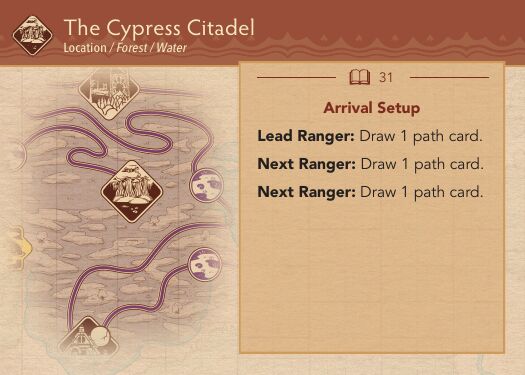 The Cypress Citadel
Location / Forest / Water
31
Arrival Setup
Lead Ranger: Draw 1 path card.
Next Ranger: Draw 1 path card.
Next Ranger: Draw 1 path card.